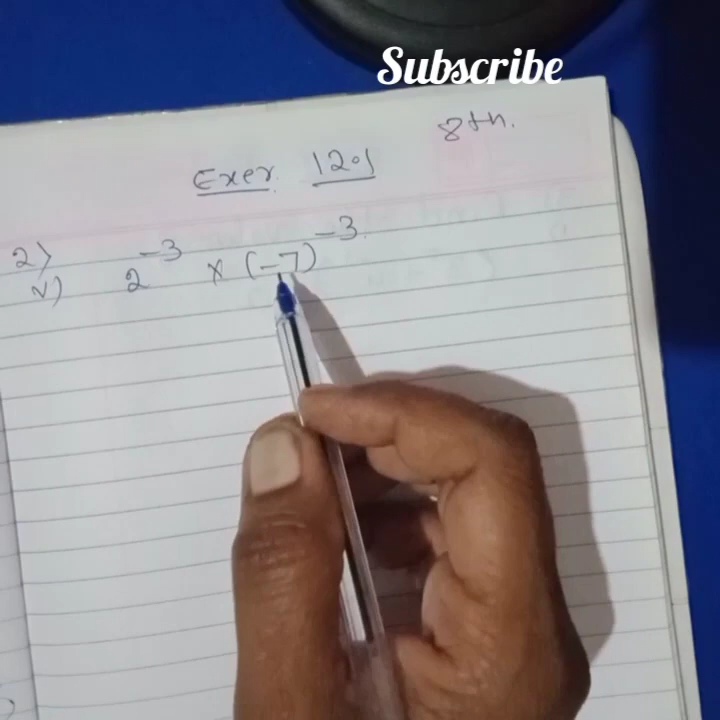 Subscribe
8th.
Exer. 12.1
2)
v) 2^-3 × (-7)^-3